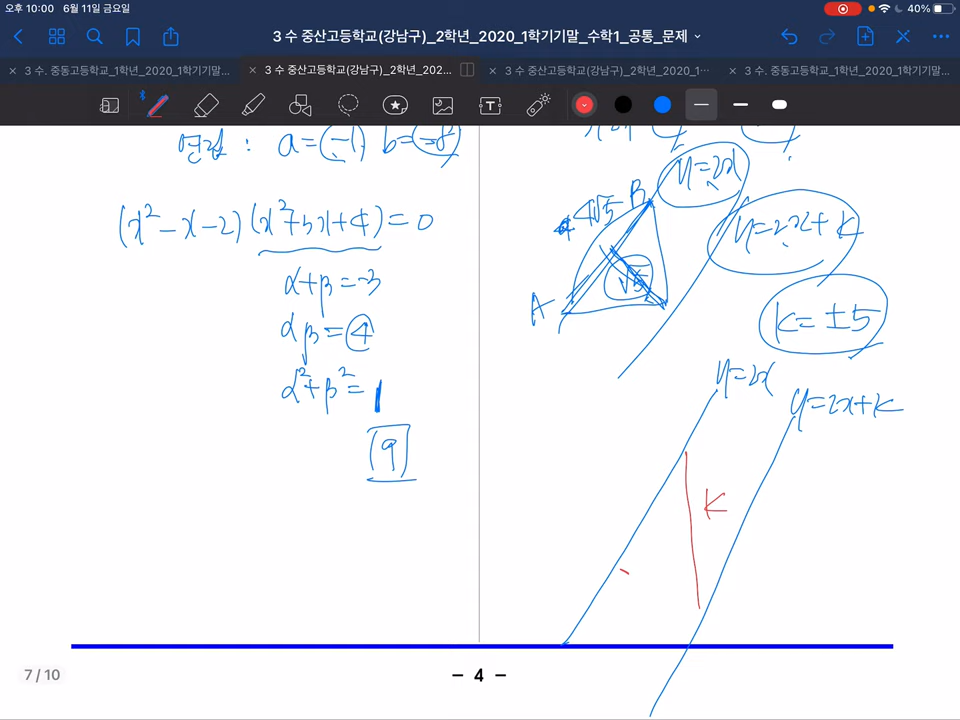 오후 10:00 6월 11일 금요일
40%
3 수 중산고등학교(강남구)_2학년_2020_1학기기말_수학1_공통_문제
3 수. 중동고등학교_1학년_2020_1학기기말...
3 수 중산고등학교(강남구)_2학년_202...
3 수 중산고등학교(강남구)_2학년_2020_1...
3 수. 중동고등학교_1학년_2020_1학기기말...
연립 : a=(-1) b=(-8)
(x²-x-2)(x²+3x+4)=0
α+β=-3
αβ=4
α²+β²=1
9
y=2x
4√5 B
y=2x+k
√5
A
k=±5
y=2x
y=2x+k
K
7 / 10
- 4 -